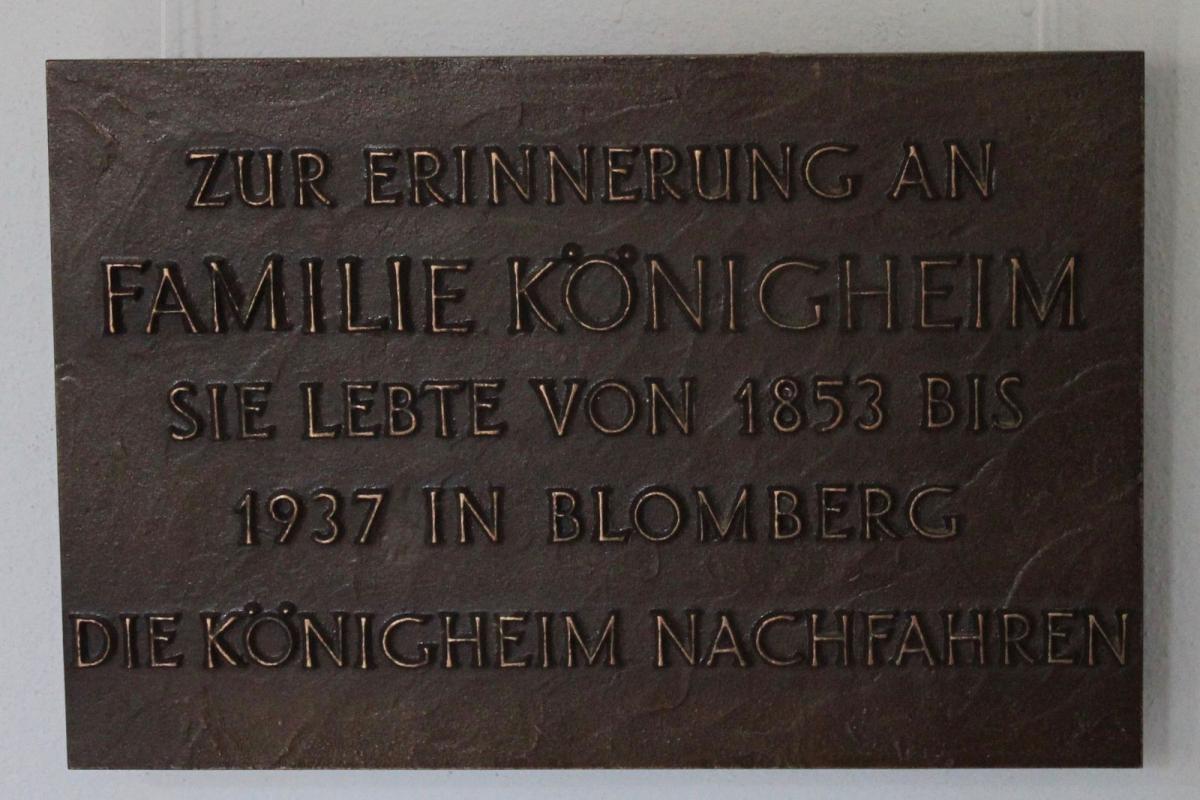 ZUR ERINNERUNG AN
FAMILIE KÖNIGHEIM
SIE LEBTE VON 1853 BIS
1937 IN BLOMBERG
DIE KÖNIGHEIM NACHFAHREN